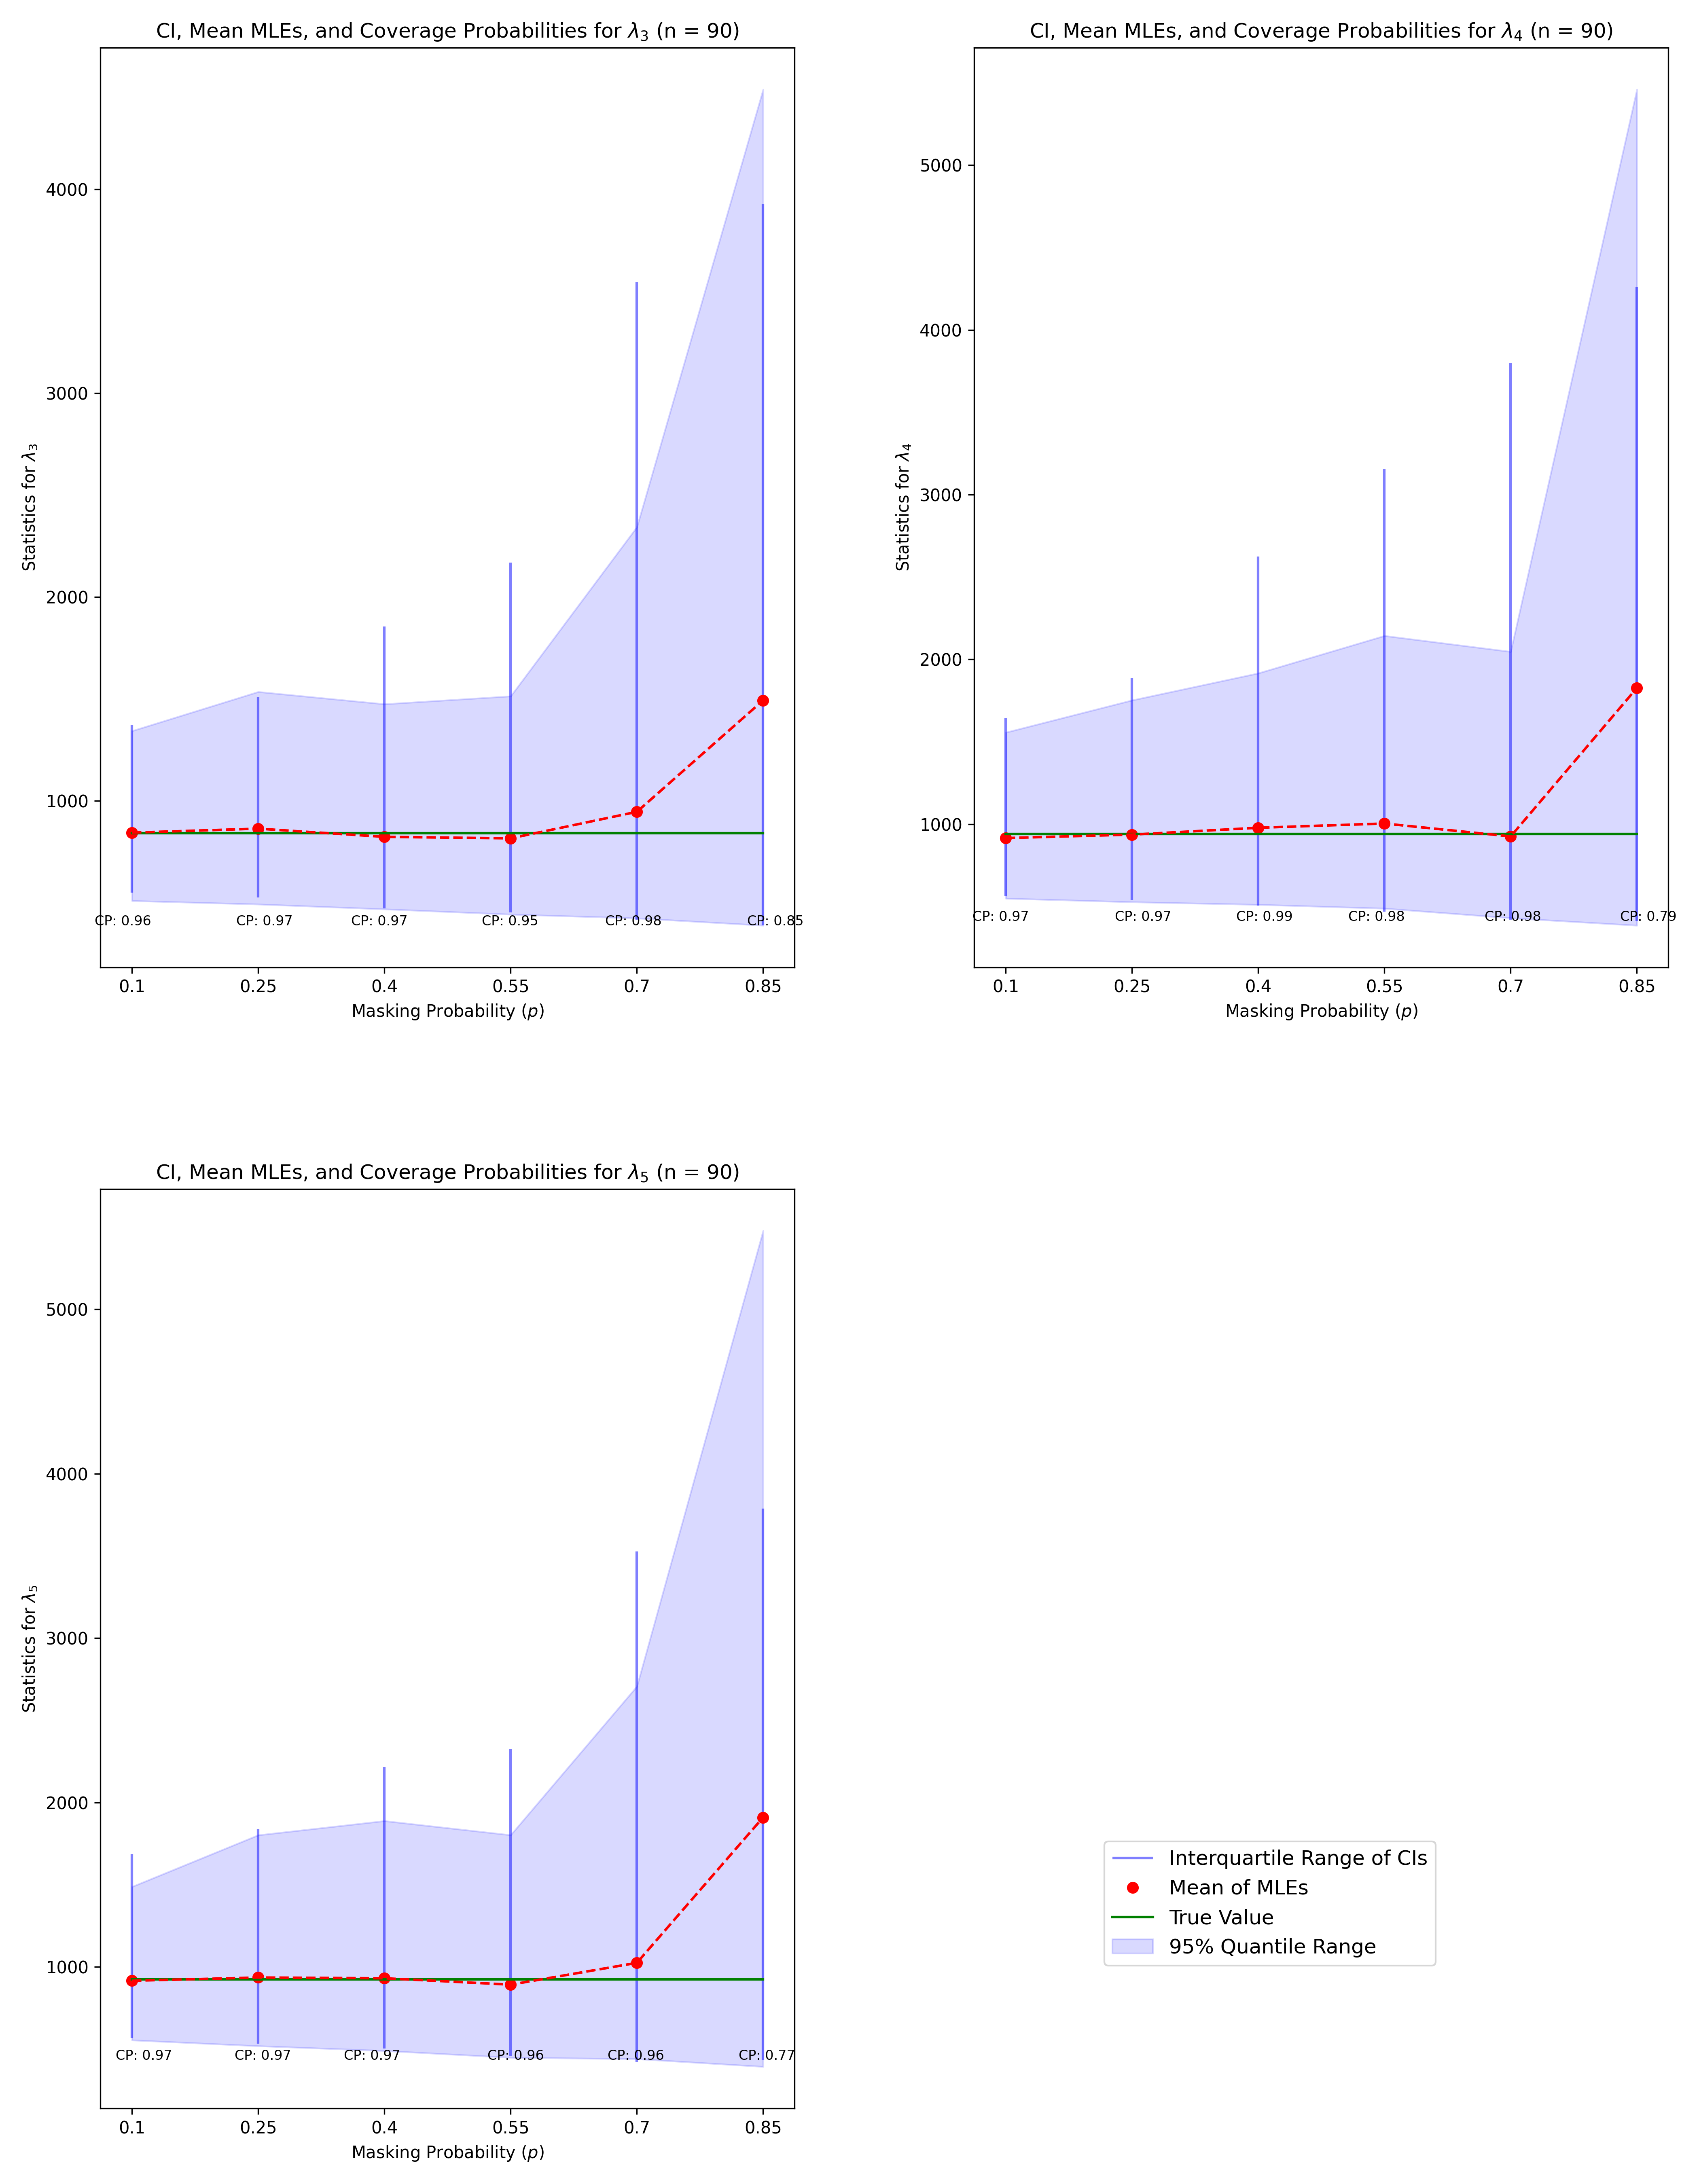 CI, Mean MLEs, and Coverage Probabilities for λ₃ (n = 90)
Statistics for λ₃
4000
3000
2000
1000
CP: 0.96 CP: 0.97 CP: 0.97 CP: 0.95 CP: 0.98 CP: 0.85
0.1 0.25 0.4 0.55 0.7 0.85
Masking Probability (p)
CI, Mean MLEs, and Coverage Probabilities for λ₄ (n = 90)
Statistics for λ₄
5000
4000
3000
2000
1000
CP: 0.97 CP: 0.97 CP: 0.99 CP: 0.98 CP: 0.98 CP: 0.79
0.1 0.25 0.4 0.55 0.7 0.85
Masking Probability (p)
CI, Mean MLEs, and Coverage Probabilities for λ₅ (n = 90)
Statistics for λ₅
5000
4000
3000
2000
1000
CP: 0.97 CP: 0.97 CP: 0.97 CP: 0.96 CP: 0.96 CP: 0.77
0.1 0.25 0.4 0.55 0.7 0.85
Masking Probability (p)
Interquartile Range of CIs
Mean of MLEs
True Value
95% Quantile Range